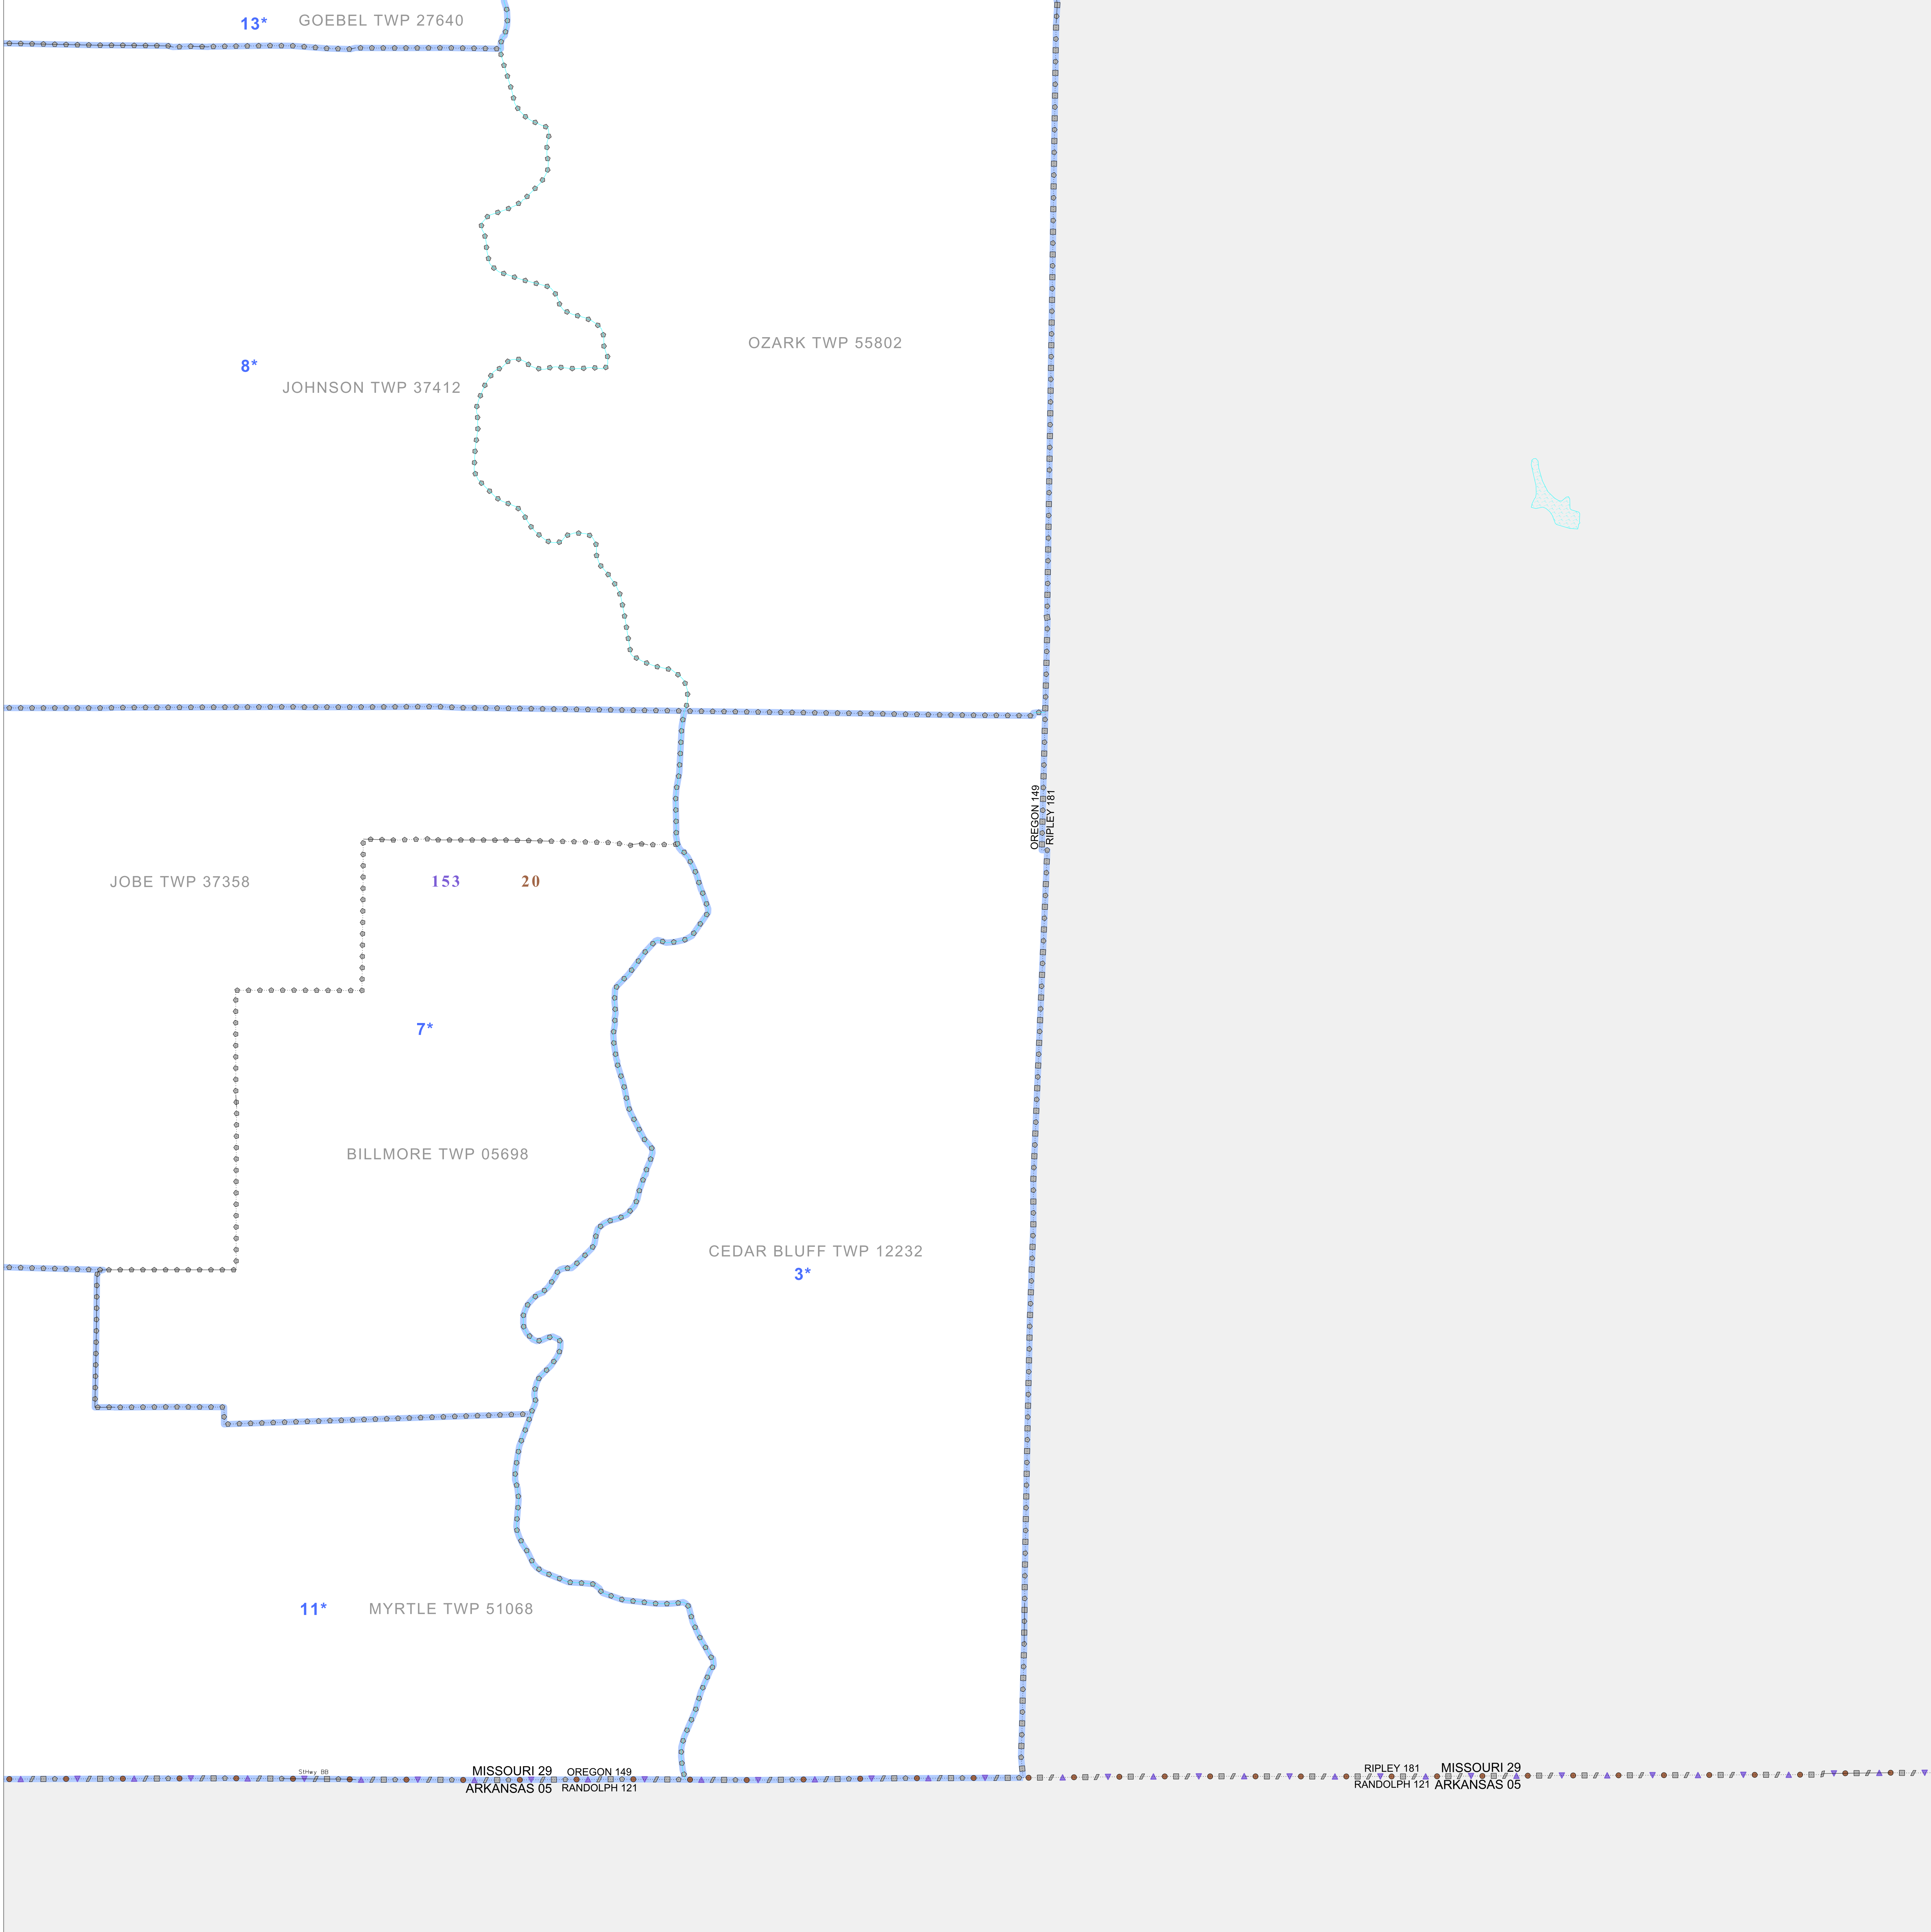 13* GOEBEL TWP 27640
OZARK TWP 55802
8*
JOHNSON TWP 37412
OREGON 149
RIPLEY 181
JOBE TWP 37358
153 20
7*
BILLMORE TWP 05698
CEDAR BLUFF TWP 12232
3*
11* MYRTLE TWP 51068
StHwy BB
MISSOURI 29 OREGON 149
ARKANSAS 05 RANDOLPH 121
RIPLEY 181 MISSOURI 29
RANDOLPH 121 ARKANSAS 05